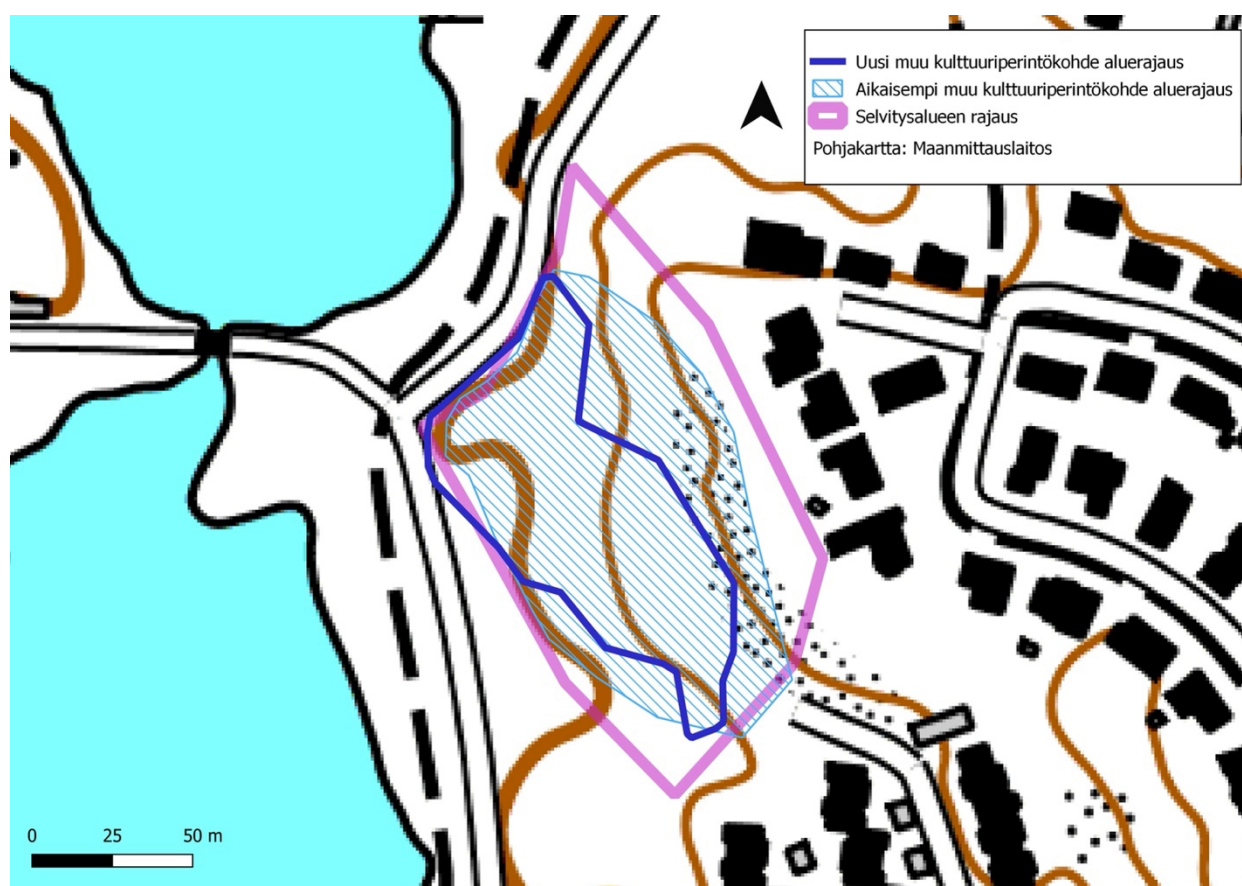 Uusi muu kulttuuriperintökohde aluerajaus
Aikaisempi muu kulttuuriperintökohde aluerajaus
Selvitysalueen rajaus
Pohjakartta: Maanmittauslaitos
0 25 50 m